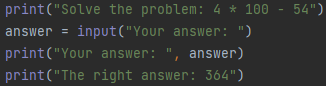 print("Solve the problem: 4 * 100 - 54")
answer = input("Your answer: ")
print("Your answer: ", answer)
print("The right answer: 364")